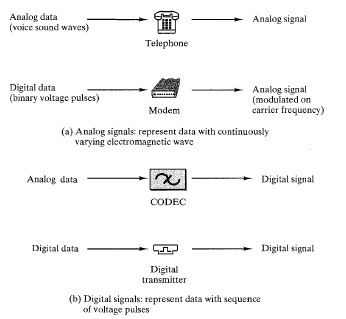 Analog data
(voice sound waves)
Analog signal
Telephone
Digital data
(binary voltage pulses)
Analog signal
(modulated on
carrier frequency)
Modem
(a) Analog signals: represent data with continuously
varying electromagnetic wave
Analog data
Digital signal
CODEC
Digital data
Digital signal
Digital
transmitter
(b) Digital signals: represent data with sequence
of voltage pulses